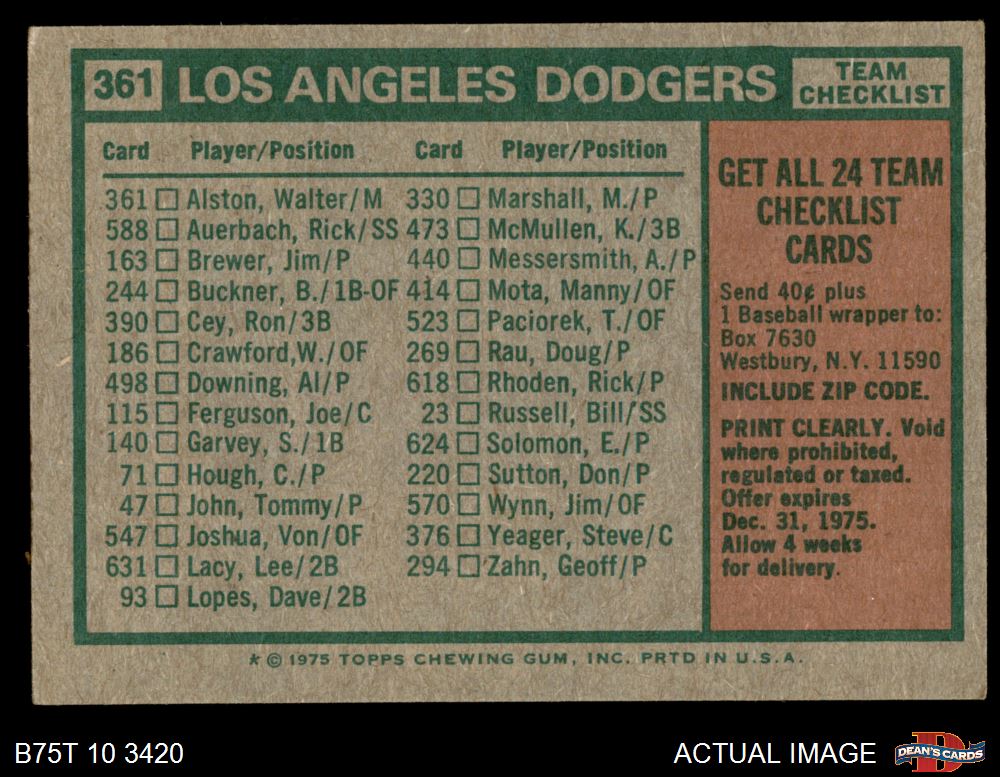 361 LOS ANGELES DODGERS TEAM CHECKLIST
Card Player/Position Card Player/Position
361 □ Alston, Walter/M 330 □ Marshall, M./P
588 □ Auerbach, Rick/SS 473 □ McMullen, K./3B
163 □ Brewer, Jim/P 440 □ Messersmith, A./P
244 □ Buckner, B./1B-OF 414 □ Mota, Manny/OF
390 □ Cey, Ron/3B 523 □ Paciorek, T./OF
186 □ Crawford,W./OF 269 □ Rau, Doug/P
498 □ Downing, Al/P 618 □ Rhoden, Rick/P
115 □ Ferguson, Joe/C 23 □ Russell, Bill/SS
140 □ Garvey, S./1B 624 □ Solomon, E./P
71 □ Hough, C./P 220 □ Sutton, Don/P
47 □ John, Tommy/P 570 □ Wynn, Jim/OF
547 □ Joshua, Von/OF 376 □ Yeager, Steve/C
631 □ Lacy, Lee/2B 294 □ Zahn, Geoff/P
93 □ Lopes, Dave/2B
GET ALL 24 TEAM
CHECKLIST
CARDS
Send 40¢ plus
1 Baseball wrapper to:
Box 7630
Westbury, N.Y. 11590
INCLUDE ZIP CODE.
PRINT CLEARLY. Void
where prohibited,
regulated or taxed.
Offer expires
Dec. 31, 1975.
Allow 4 weeks
for delivery.
* © 1975 TOPPS CHEWING GUM, INC. PRTD IN U.S.A.
B75T 10 3420
ACTUAL IMAGE
D
DEAN'S CARDS